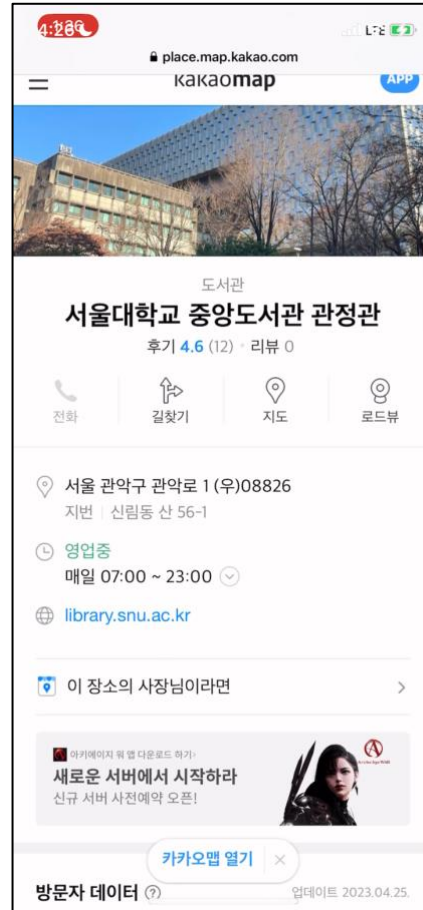 place.map.kakao.com
kakaomap
APP
도서관
서울대학교 중앙도서관 관정관
후기 4.6 (12) · 리뷰 0
전화
길찾기
지도
로드뷰
서울 관악구 관악로 1 (우)08826
지번 | 신림동 산 56-1
영업중
매일 07:00 ~ 23:00
library.snu.ac.kr
이 장소의 사장님이라면
아키에이지 워 앱 다운로드 하기>
새로운 서버에서 시작하라
신규 서버 사전예약 오픈!
카카오맵 열기
방문자 데이터 ?
업데이트 2023.04.25.